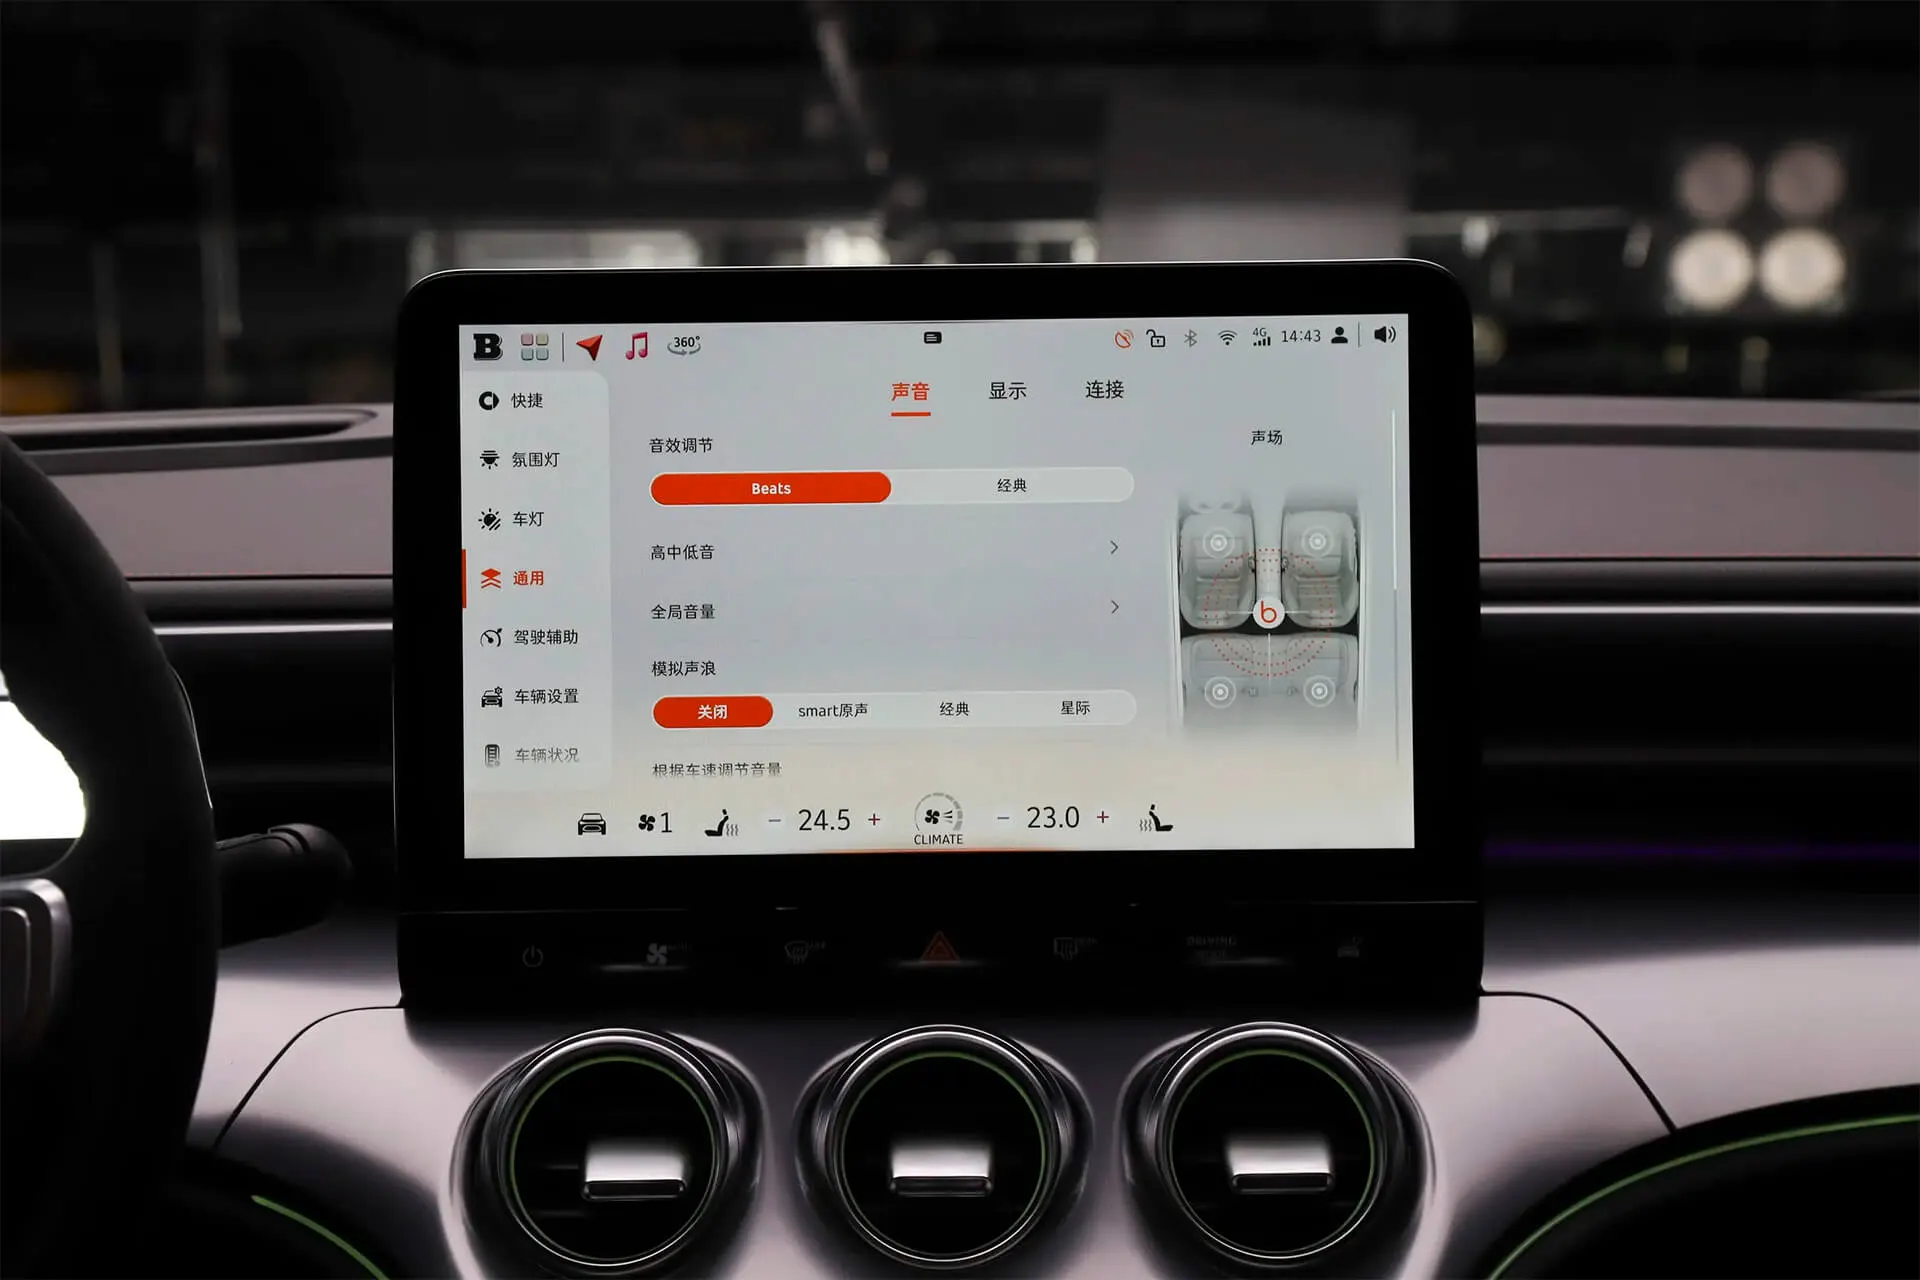 B 360° 4G 14:43
声音 显示 连接
快捷
氛围灯
车灯
通用
驾驶辅助
车辆设置
车辆状况
音效调节
Beats 经典
高中低音
全局音量
模拟声浪
关闭 smart原声 经典 星际
根据车速调节音量
声场
b
1 − 24.5 + CLIMATE − 23.0 +
DRIVING